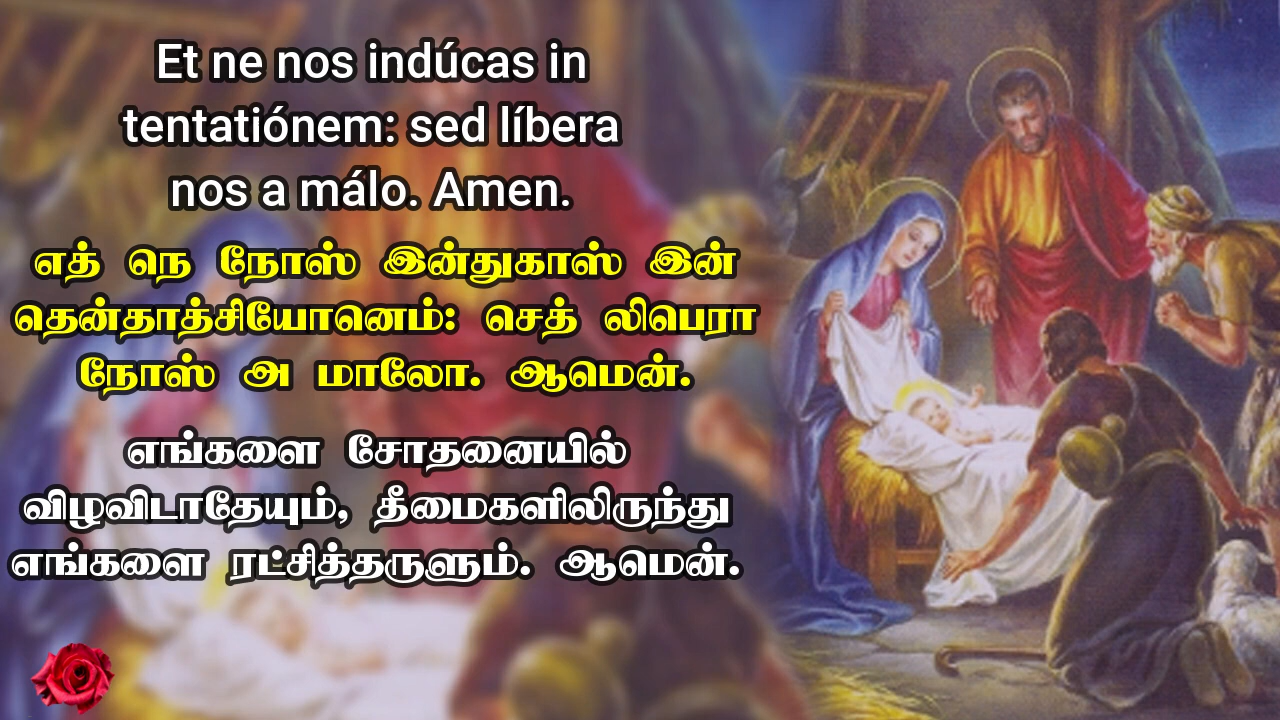 Et ne nos indúcas in
tentatiónem: sed líbera
nos a málo. Amen.
எத் நெ நோஸ் இன்துகாஸ் இன்
தென்தாத்சியோனெம்: செத் லிபெரா
நோஸ் அ மாலோ. ஆமென்.
எங்களை சோதனையில்
விழவிடாதேயும், தீமைகளிலிருந்து
எங்களை ரட்சித்தருளும். ஆமென்.